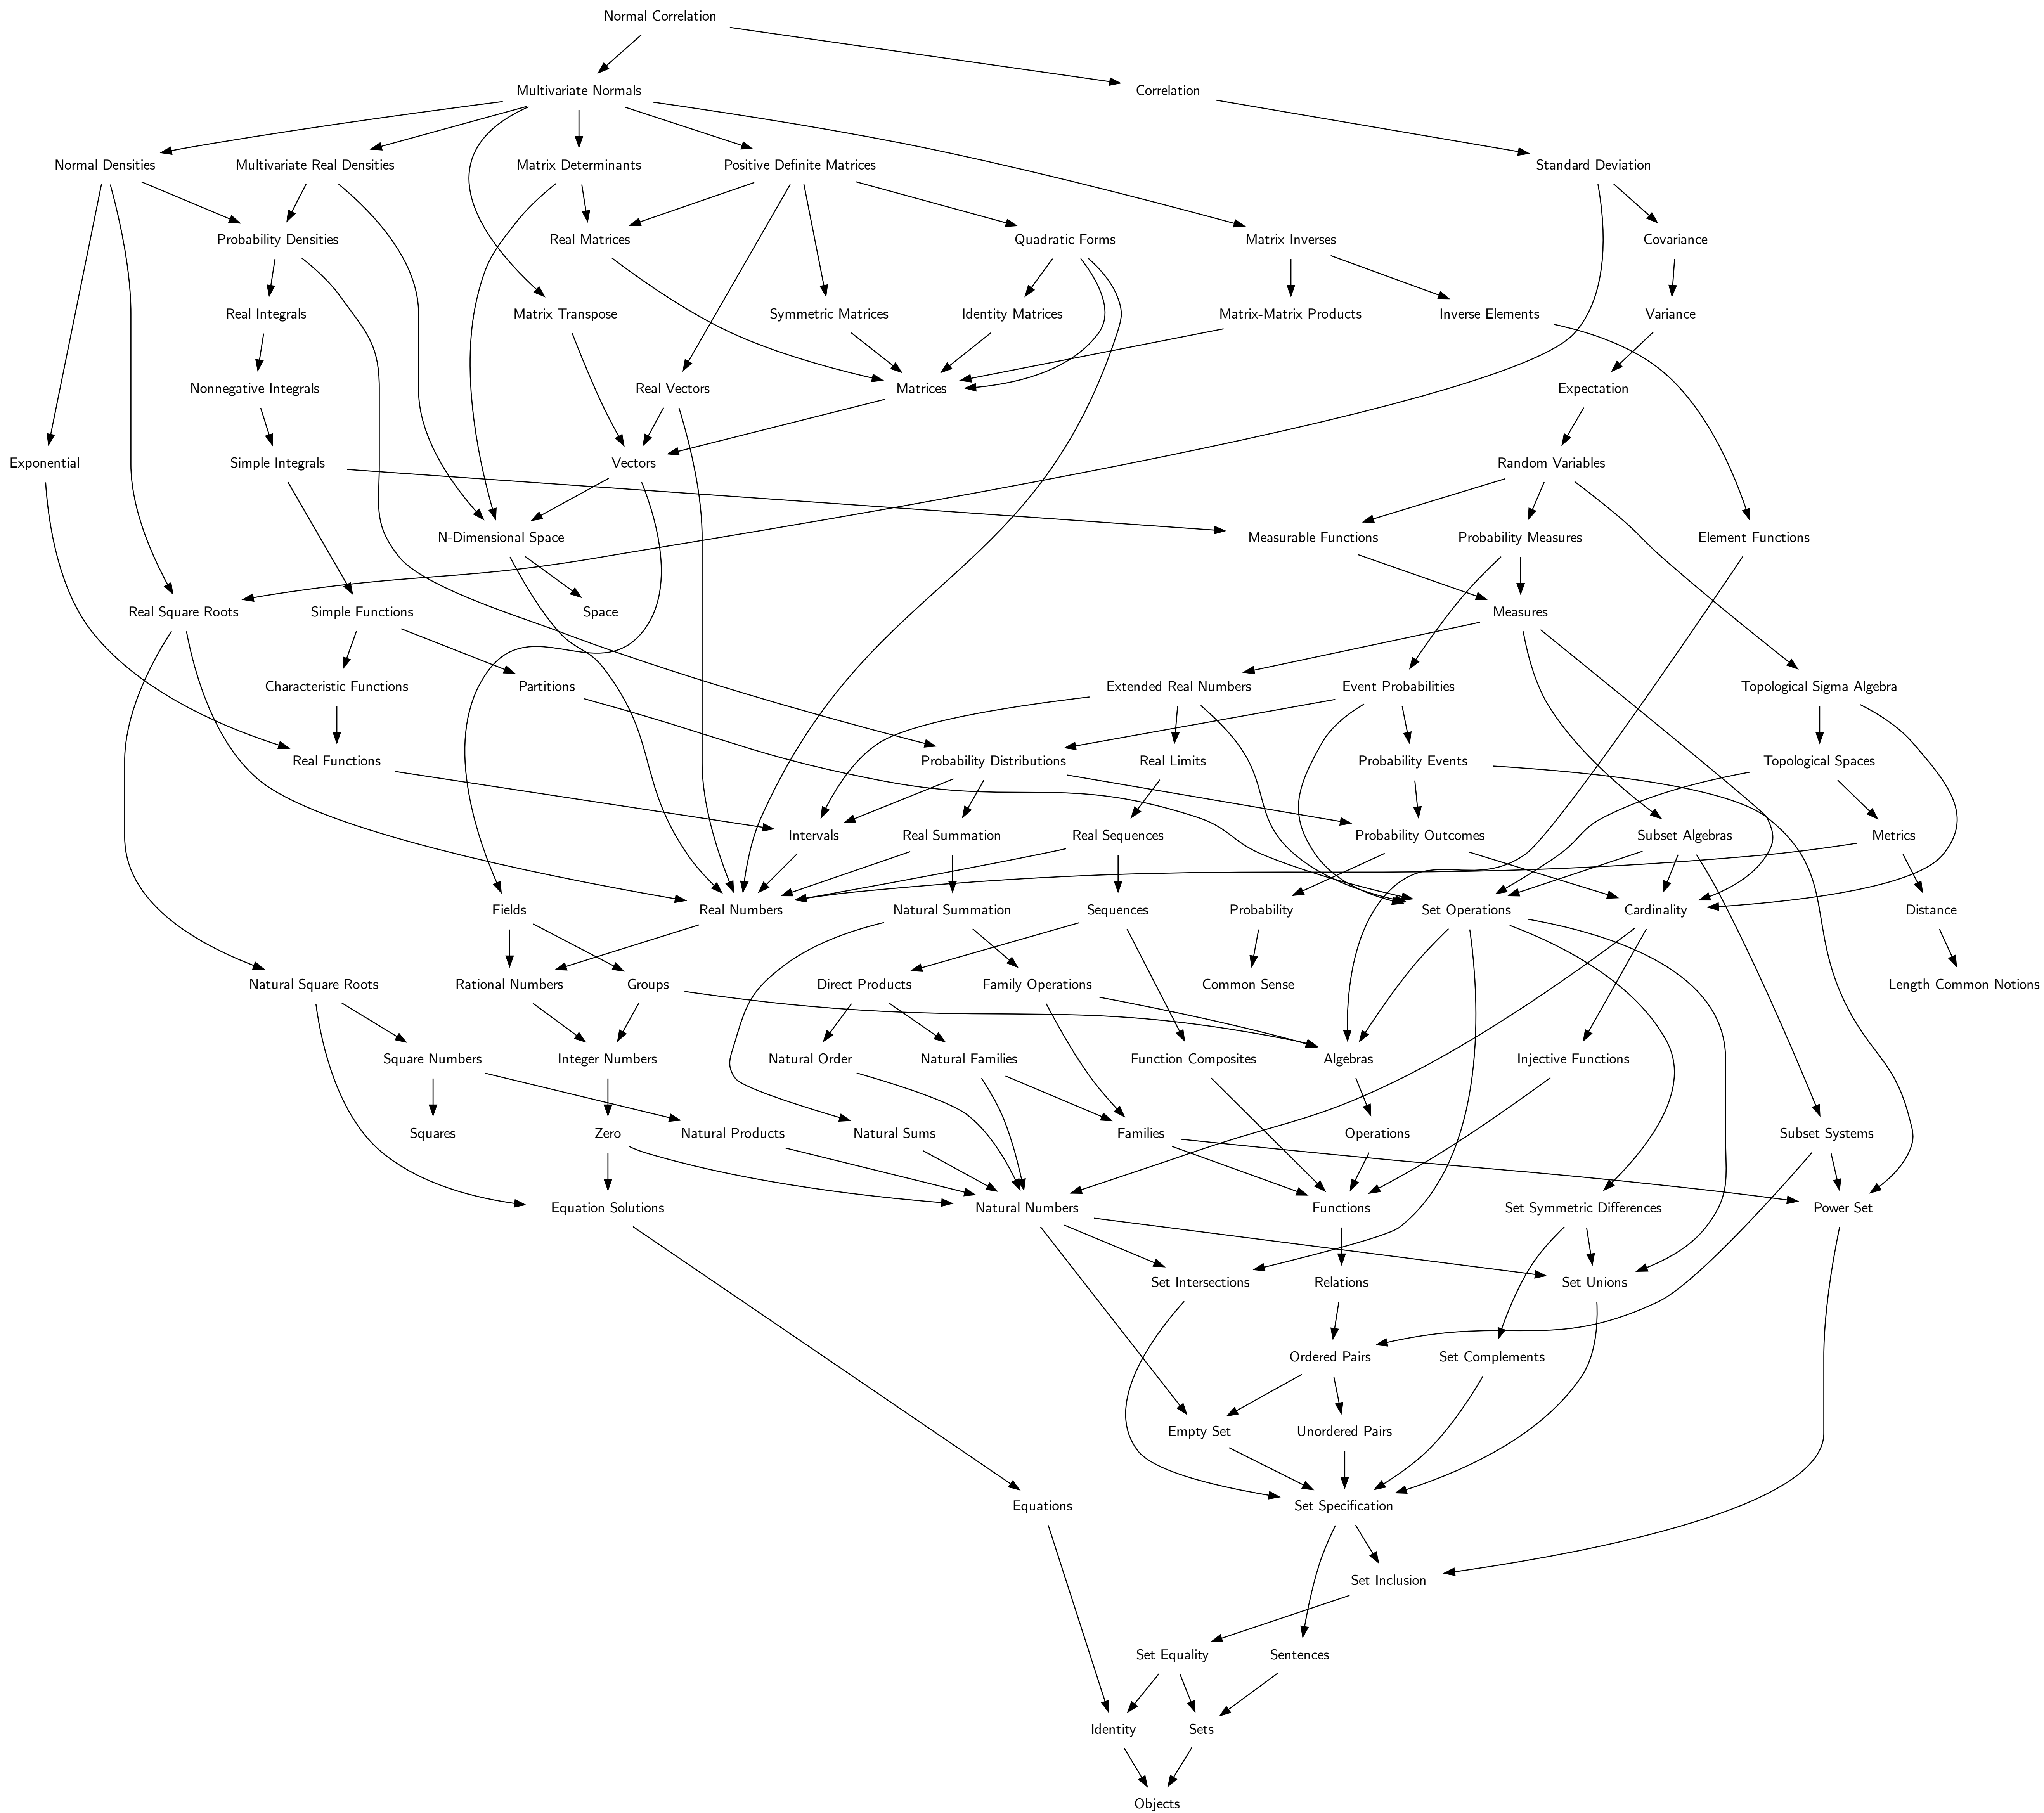 Normal Correlation
Multivariate Normals
Correlation
Normal Densities
Multivariate Real Densities
Matrix Determinants
Positive Definite Matrices
Standard Deviation
Probability Densities
Real Matrices
Quadratic Forms
Matrix Inverses
Covariance
Real Integrals
Matrix Transpose
Symmetric Matrices
Identity Matrices
Matrix-Matrix Products
Inverse Elements
Variance
Nonnegative Integrals
Real Vectors
Matrices
Expectation
Exponential
Simple Integrals
Vectors
Random Variables
N-Dimensional Space
Measurable Functions
Probability Measures
Element Functions
Real Square Roots
Simple Functions
Space
Measures
Characteristic Functions
Partitions
Extended Real Numbers
Event Probabilities
Topological Sigma Algebra
Real Functions
Probability Distributions
Real Limits
Probability Events
Topological Spaces
Intervals
Real Summation
Real Sequences
Probability Outcomes
Subset Algebras
Metrics
Fields
Real Numbers
Natural Summation
Sequences
Probability
Set Operations
Cardinality
Distance
Natural Square Roots
Rational Numbers
Groups
Direct Products
Family Operations
Common Sense
Length Common Notions
Square Numbers
Integer Numbers
Natural Order
Natural Families
Function Composites
Algebras
Injective Functions
Squares
Zero
Natural Products
Natural Sums
Families
Operations
Subset Systems
Equation Solutions
Natural Numbers
Functions
Set Symmetric Differences
Power Set
Set Intersections
Relations
Set Unions
Ordered Pairs
Set Complements
Empty Set
Unordered Pairs
Equations
Set Specification
Set Inclusion
Set Equality
Sentences
Identity
Sets
Objects